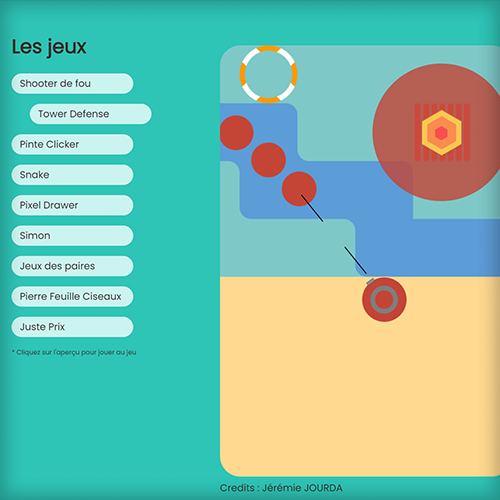 Les jeux
Shooter de fou
Tower Defense
Pinte Clicker
Snake
Pixel Drawer
Simon
Jeux des paires
Pierre Feuille Ciseaux
Juste Prix
* Cliquez sur l'aperçu pour jouer au jeu
Credits : Jérémie JOURDA